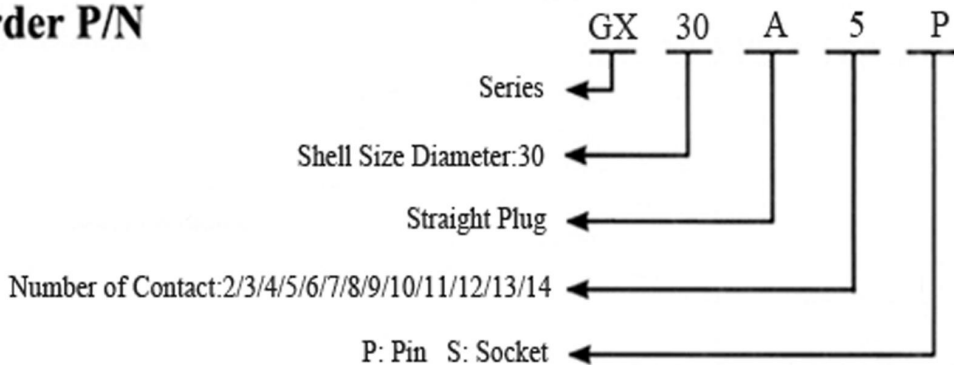 rder P/N
GX 30 A 5 P
Series
Shell Size Diameter:30
Straight Plug
Number of Contact:2/3/4/5/6/7/8/9/10/11/12/13/14
P: Pin S: Socket